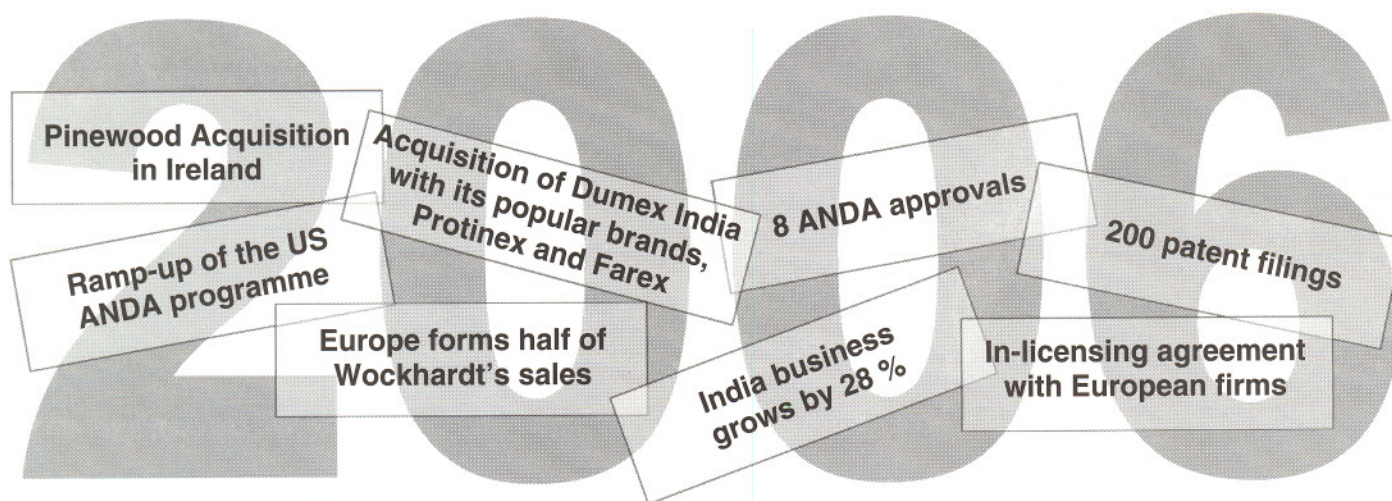 2006
Pinewood Acquisition
in Ireland
Ramp-up of the US
ANDA programme
Acquisition of Dumex India
with its popular brands,
Protinex and Farex
Europe forms half of
Wockhardt's sales
8 ANDA approvals
India business
grows by 28 %
200 patent filings
In-licensing agreement
with European firms